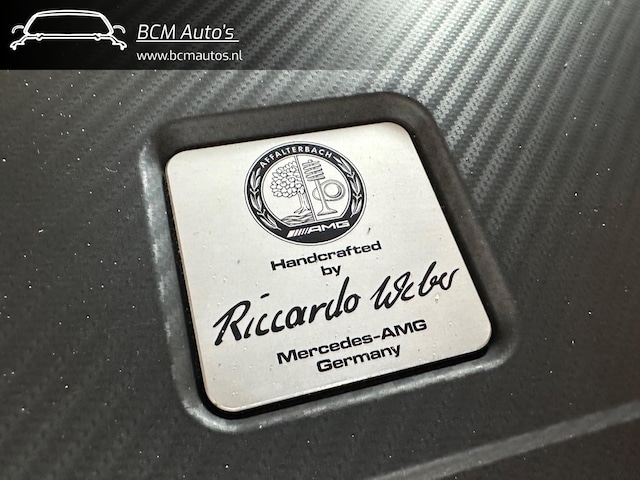 BCM Auto's
www.bcmautos.nl
AFFALTERBACH
AMG
Handcrafted
by
Riccardo Weber
Mercedes-AMG
Germany